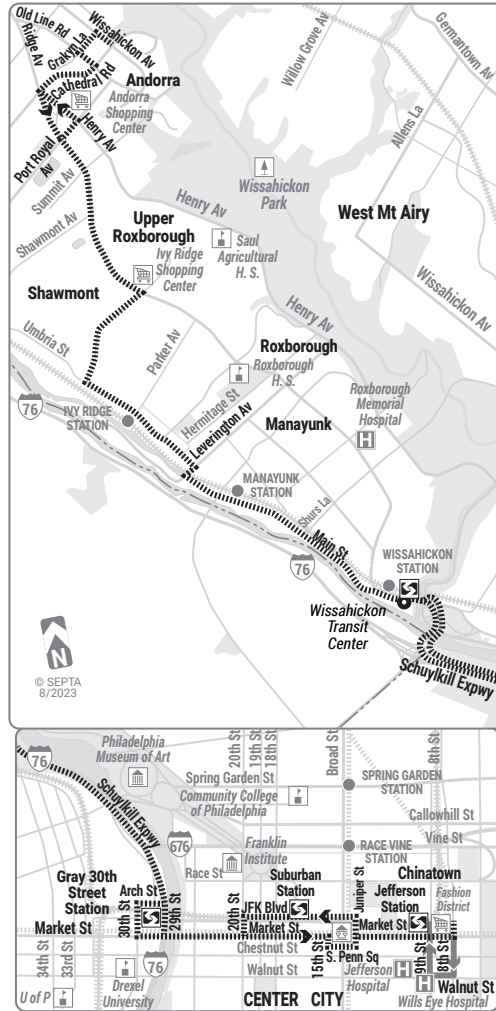 Old Line Rd
Wissahickon Av
Ridge Av
Grakyn La
Cathedral Rd
Andorra
Andorra
Shopping
Center
Henry Av
Port Royal
Av
Summit Av
Shawmont Av
Willow Grove Av
Germantown Av
Allens La
Wissahickon
Park
West Mt Airy
Wissahickon Av
Henry Av
Upper
Roxborough
Ivy Ridge
Shopping
Center
Saul
Agricultural
H. S.
Shawmont
Henry Av
Umbria St
Parker Av
Roxborough
Roxborough
H. S.
Roxborough
Memorial
Hospital
H
76
IVY RIDGE
STATION
Hermitage St
Leverington Av
Manayunk
MANAYUNK
STATION
Shurs La
Main St
76
WISSAHICKON
STATION
Wissahickon
Transit
Center
Schuylkill Expwy
N
© SEPTA
8/2023
76
Philadelphia
Museum of Art
20th St
19th St
18th St
Broad St
8th St
Spring Garden St
SPRING GARDEN
STATION
Community College
of Philadelphia
Schuylkill Expwy
Callowhill St
Vine St
676
Franklin
Institute
RACE VINE
STATION
Race St
Gray 30th
Street
Station
Arch St
Suburban
Station
Juniper St
Chinatown
Jefferson
Station
Fashion
District
30th St
29th St
20th St
JFK Blvd
Market St
Market St
Market St
Chestnut St
15th St
S. Penn Sq
9th St
8th St
34th St
33rd St
Walnut St
Jefferson
Hospital
H
H
Walnut St
U of P
Drexel
University
76
CENTER CITY
Wills Eye Hospital